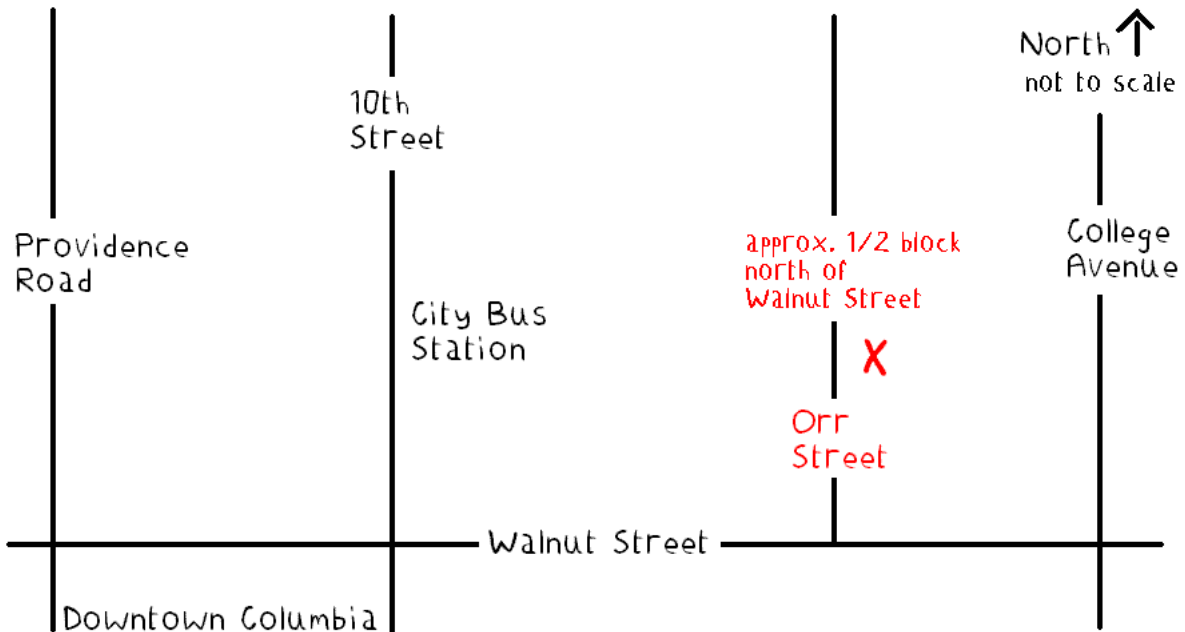 North
not to scale
10th
Street
Providence
Road
approx. 1/2 block
north of
Walnut Street
College
Avenue
City Bus
Station
X
Orr
Street
Walnut Street
Downtown Columbia